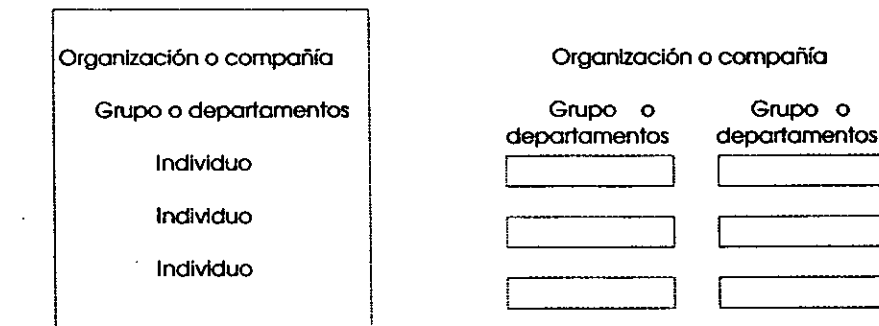 Organización o compañía
Grupo o departamentos
Individuo
Individuo
Individuo
Organización o compañía
Grupo o
departamentos
Grupo o
departamentos